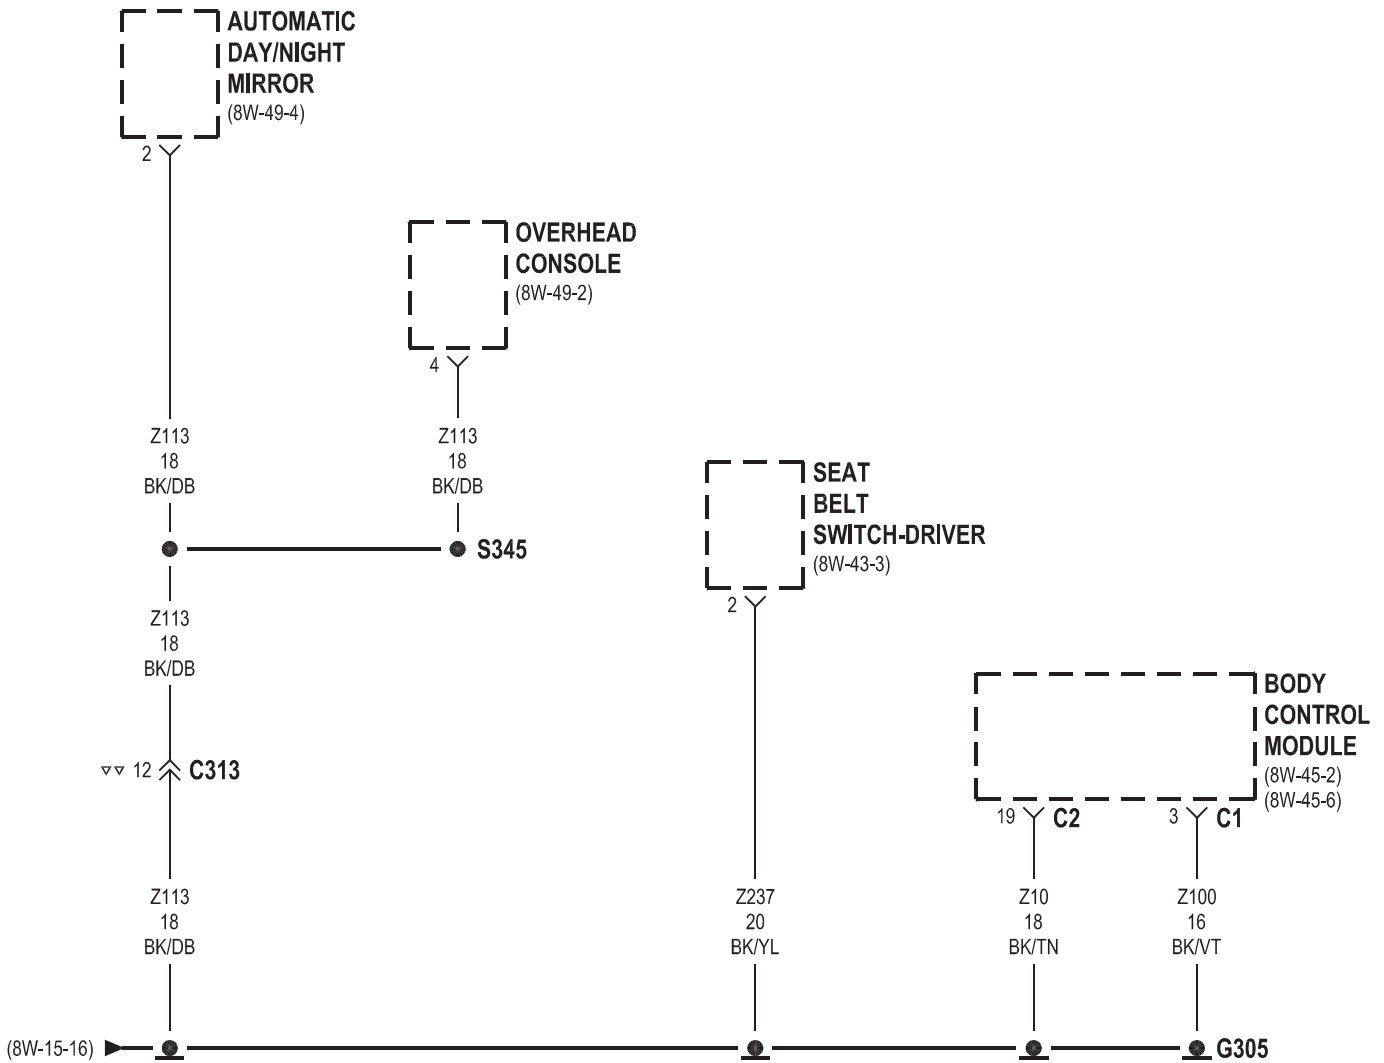 AUTOMATIC
DAY/NIGHT
MIRROR
(8W-49-4)
2
OVERHEAD
CONSOLE
(8W-49-2)
4
Z113
18
BK/DB
Z113
18
BK/DB
S345
SEAT
BELT
SWITCH-DRIVER
(8W-43-3)
2
Z113
18
BK/DB
BODY
CONTROL
MODULE
(8W-45-2)
(8W-45-6)
12
C313
19
C2
3
C1
Z113
18
BK/DB
Z237
20
BK/YL
Z10
18
BK/TN
Z100
16
BK/VT
(8W-15-16)
G305